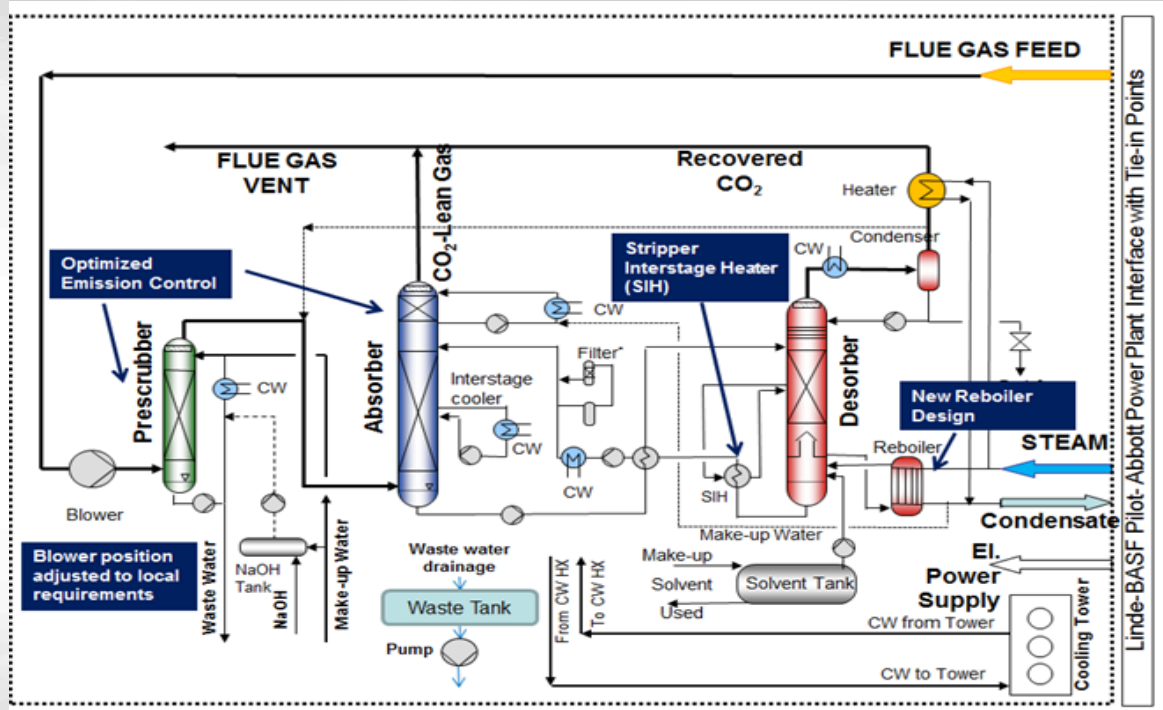 FLUE GAS FEED
FLUE GAS
VENT
CO2-Lean Gas
Recovered
CO2
Heater
CW
Condenser
Optimized
Emission Control
Stripper
Interstage Heater
(SIH)
Prescrubber
CW
Absorber
CW
Interstage
cooler
CW
Filter*
CW
Desorber
SIH
New Reboiler
Design
Reboiler
STEAM
Condensate
Blower
Blower position
adjusted to local
requirements
NaOH
Tank
Waste Water
NaOH
Make-up Water
Waste water
drainage
Waste Tank
Pump
From CW HX
To CW HX
Make-up Water
Make-up
Solvent
Used
Solvent Tank
El.
Power
Supply
CW from Tower
CW to Tower
Cooling Tower
Linde-BASF Pilot- Abbott Power Plant Interface with Tie-in Points